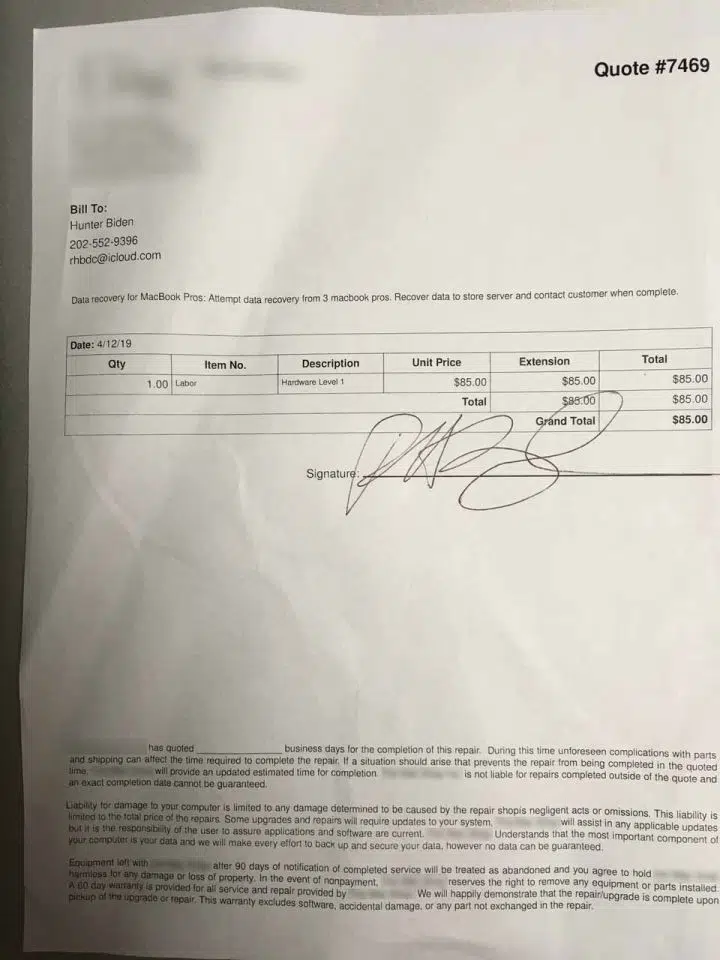 Quote #7469
Bill To:
Hunter Biden
202-552-9396
rhbdc@icloud.com
Data recovery for MacBook Pros: Attempt data recovery from 3 macbook pros. Recover data to store server and contact customer when complete.
Date: 4/12/19
Qty Item No. Description Unit Price Extension Total
1.00 Labor Hardware Level 1 $85.00 $85.00 $85.00
Total $85.00 $85.00
Grand Total $85.00
Signature:
has quoted ____________ business days for the completion of this repair. During this time unforeseen complications with parts
and shipping can affect the time required to complete the repair. If a situation should arise that prevents the repair from being completed in the quoted
time, will provide an updated estimated time for completion. is not liable for repairs completed outside of the quote and
an exact completion date cannot be guaranteed.
Liability for damage to your computer is limited to any damage determined to be caused by the repair shopís negligent acts or omissions. This liability is
limited to the total price of the repairs. Some upgrades and repairs will require updates to your system, will assist in any applicable updates
but it is the responsibility of the user to assure applications and software are current. Understands that the most important component of
your computer is your data and we will make every effort to back up and secure your data, however no data can be guaranteed.
Equipment left with after 90 days of notification of completed service will be treated as abandoned and you agree to hold
harmless for any damage or loss of property. In the event of nonpayment, reserves the right to remove any equipment or parts installed.
A 60 day warranty is provided for all service and repair provided by We will happily demonstrate that the repair/upgrade is complete upon
pickup of the upgrade or repair. This warranty excludes software, accidental damage, or any part not exchanged in the repair.